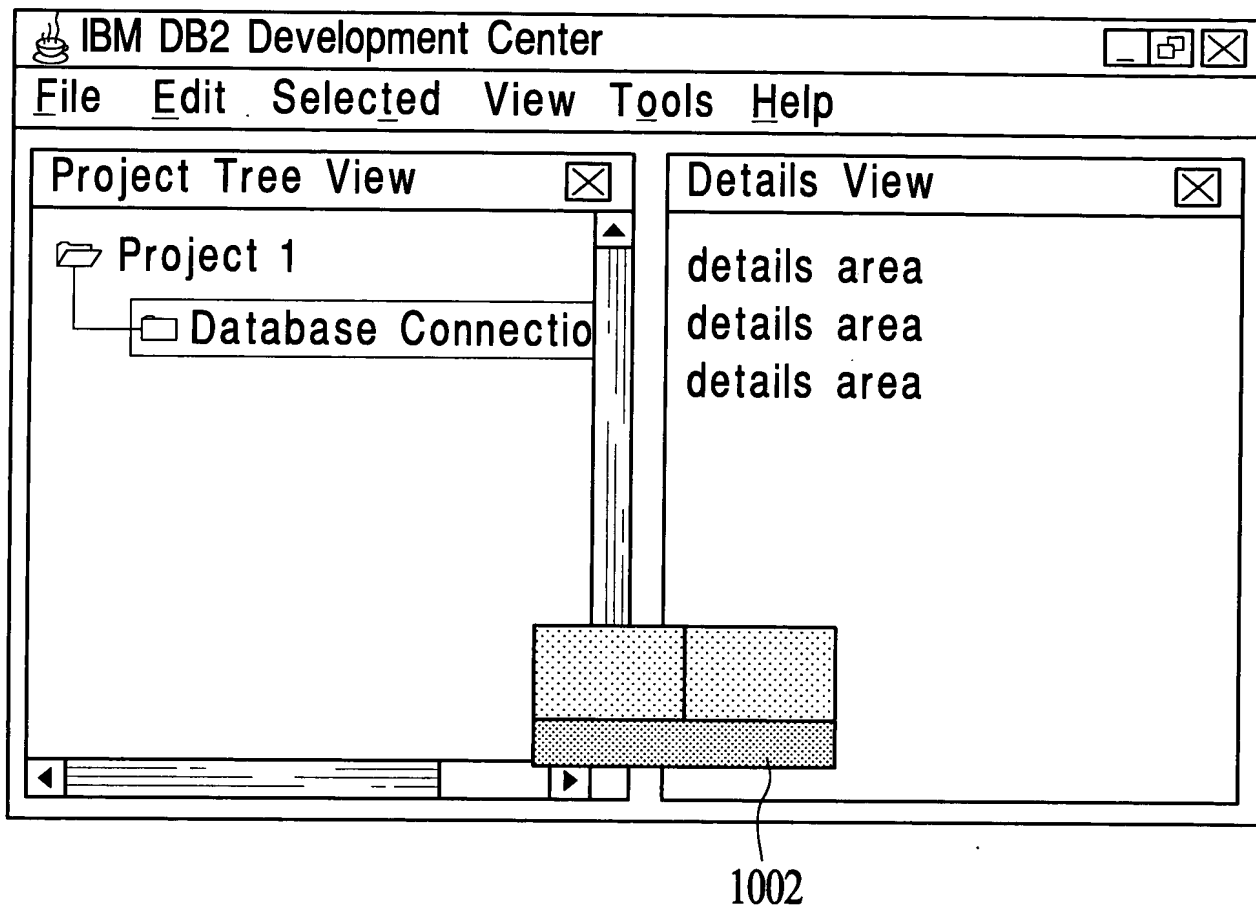 IBM DB2 Development Center
File Edit Selected View Tools Help
Project Tree View
Project 1
Database Connectio
Details View
details area
details area
details area
1002